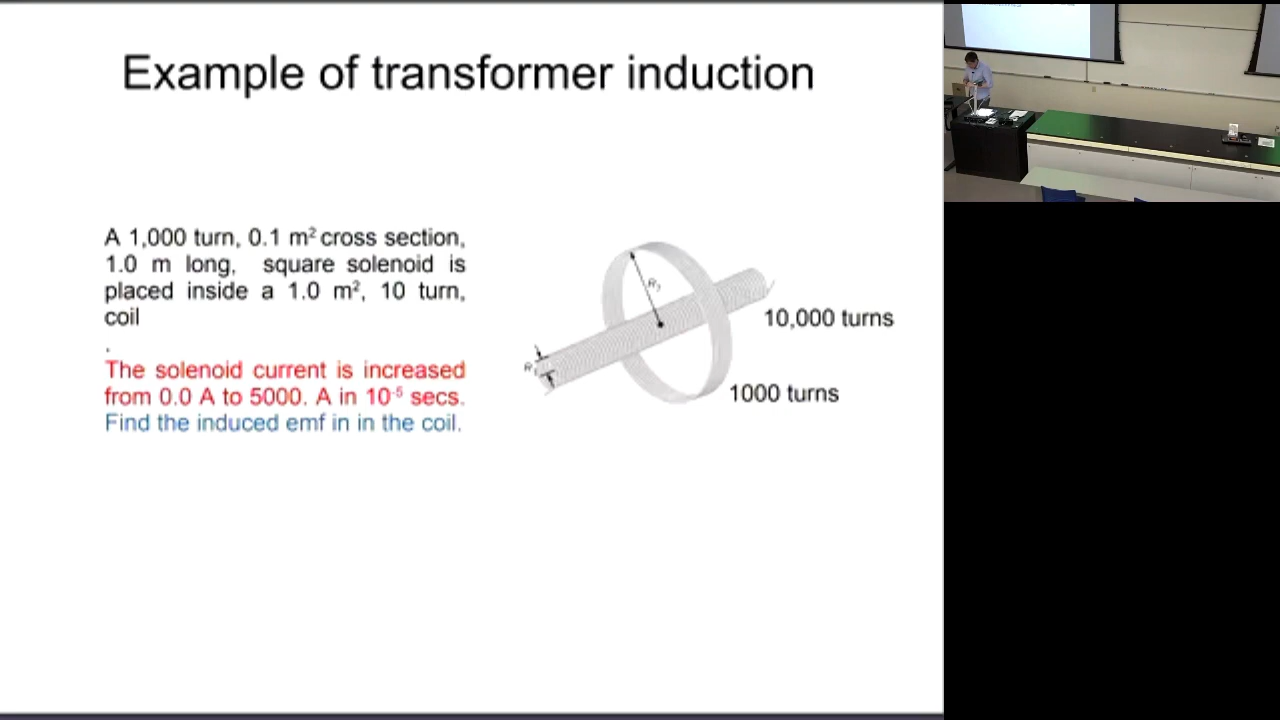 Example of transformer induction
A 1,000 turn, 0.1 m² cross section,
1.0 m long, square solenoid is
placed inside a 1.0 m², 10 turn,
coil
.
The solenoid current is increased
from 0.0 A to 5000. A in 10⁻⁵ secs.
Find the induced emf in in the coil.
10,000 turns
1000 turns